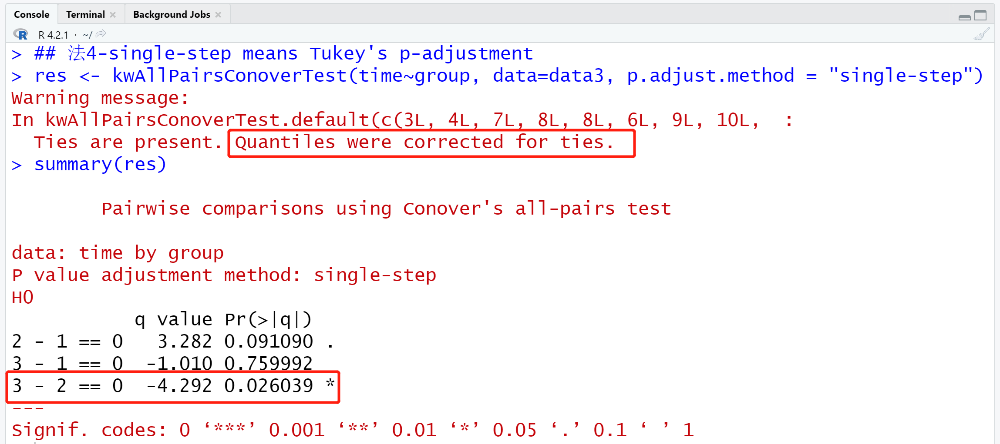 Console Terminal Background Jobs
R R 4.2.1 · ~/
> ## 法4-single-step means Tukey's p-adjustment
> res <- kwAllPairsConoverTest(time~group, data=data3, p.adjust.method = "single-step")
Warning message:
In kwAllPairsConoverTest.default(c(3L, 4L, 7L, 8L, 8L, 6L, 9L, 10L,  :
  Ties are present. Quantiles were corrected for ties.
> summary(res)
Pairwise comparisons using Conover's all-pairs test
data: time by group
P value adjustment method: single-step
H0
q value Pr(>|q|)
2 - 1 == 0   3.282 0.091090 .
3 - 1 == 0  -1.010 0.759992
3 - 2 == 0  -4.292 0.026039 *
---
Signif. codes: 0 ‘***’ 0.001 ‘**’ 0.01 ‘*’ 0.05 ‘.’ 0.1 ‘ ’ 1